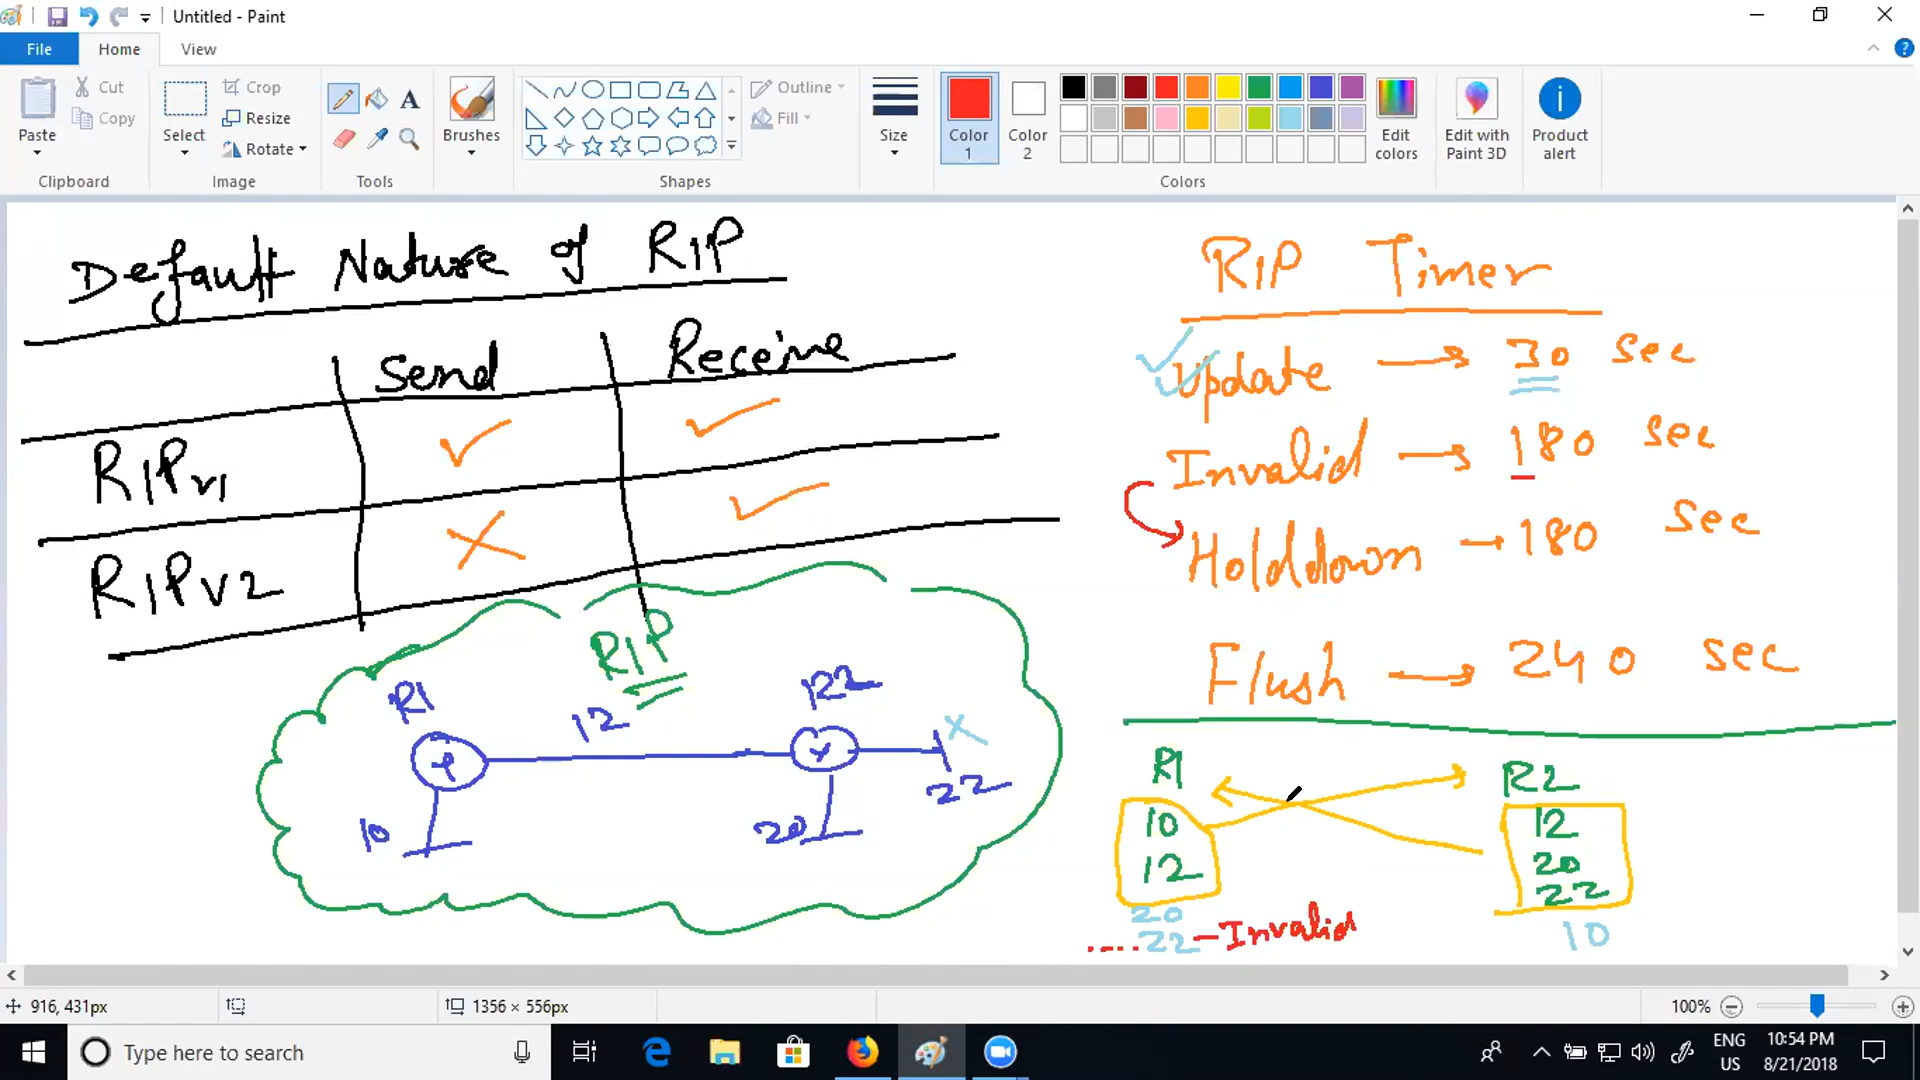 Untitled - Paint
File Home View
Paste
Cut
Copy
Clipboard
Select
Crop
Resize
Rotate
Image
A
Tools
Brushes
Shapes
Outline
Fill
Size
Color 1
Color 2
Edit colors
Colors
Edit with Paint 3D
Product alert
Default Nature of RIP
Send Receive
RIPv1
RIPv2
RIP
R1
12
R2
X
22
10
20
RIP Timer
Update → 30 sec
Invalid → 180 sec
Holddown → 180 sec
Flush → 240 sec
R1 R2
10 12
12 20
22
20
.... 22 - Invalid
10
916, 431px
1356 × 556px
100%
Type here to search
ENG
US
10:54 PM
8/21/2018